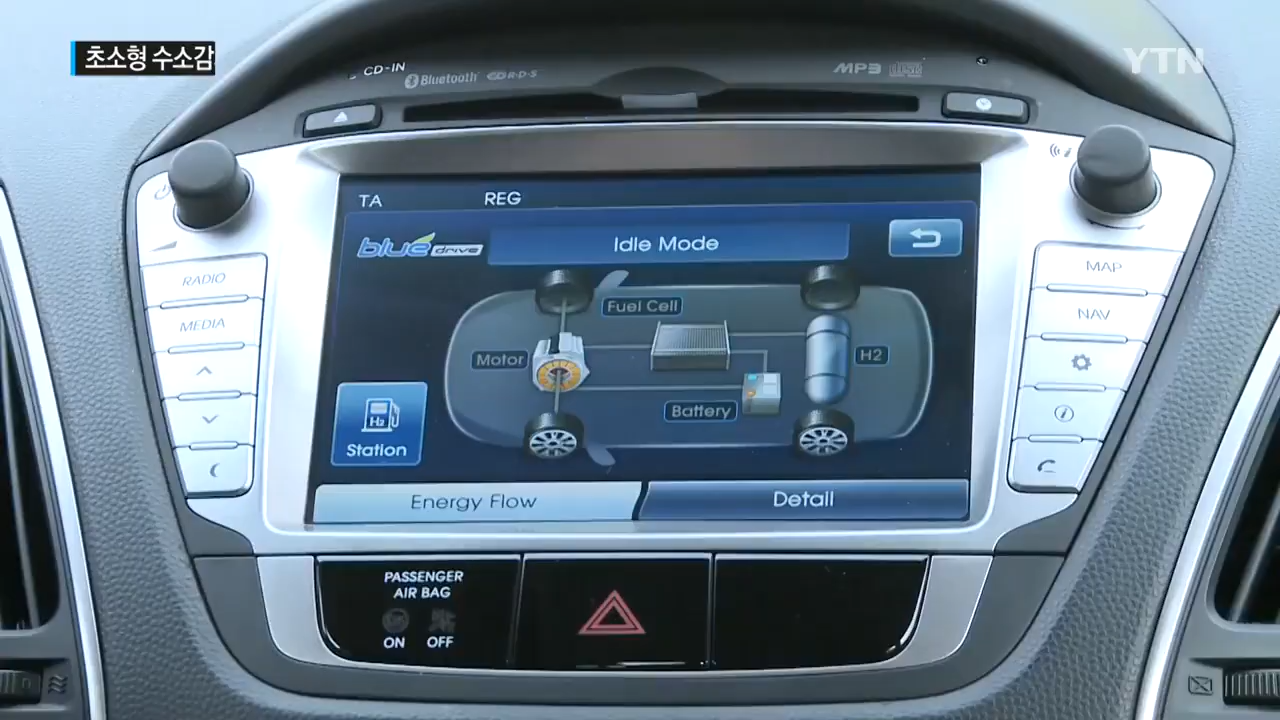 초소형 수소감
YTN
CD-IN
Bluetooth
R·D·S
MP3
TA
REG
blue drive
Idle Mode
RADIO
MEDIA
MAP
NAV
Fuel Cell
Motor
H2
Battery
H2
Station
Energy Flow
Detail
PASSENGER
AIR BAG
ON
OFF